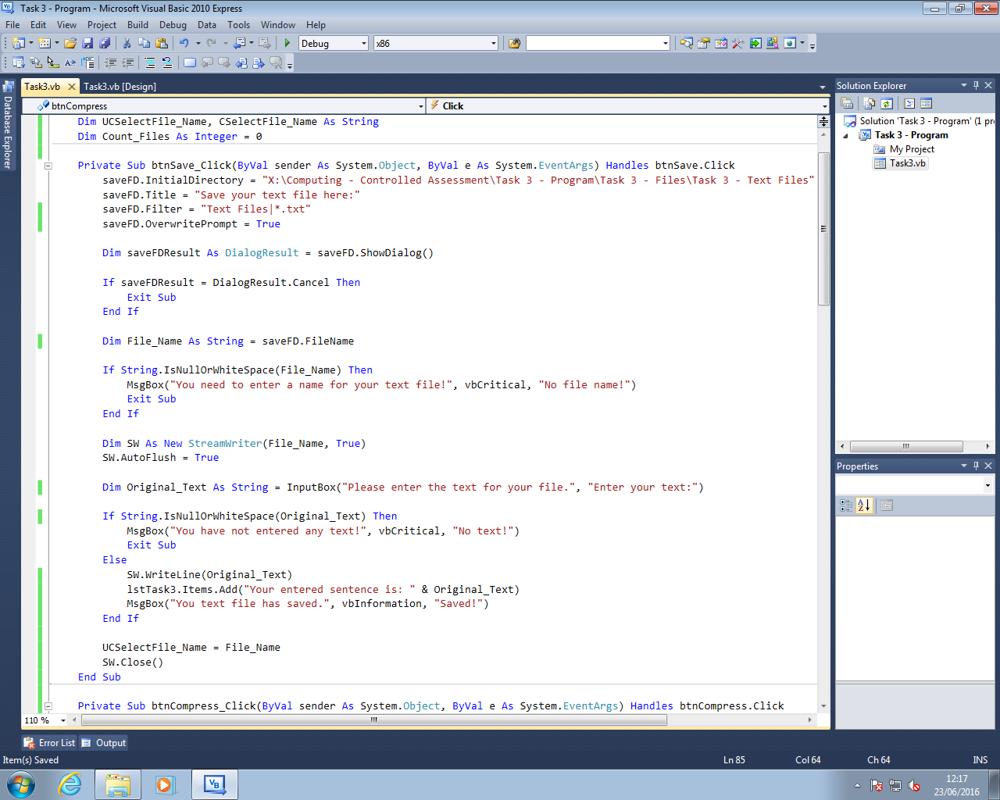 Task 3 - Program - Microsoft Visual Basic 2010 Express
File Edit View Project Build Debug Data Tools Window Help
Debug x86
Task3.vb Task3.vb [Design]
Solution Explorer
btnCompress Click
Database Explorer
Solution 'Task 3 - Program' (1 pr
Task 3 - Program
My Project
Task3.vb
Dim UCSelectFile_Name, CSelectFile_Name As String
Dim Count_Files As Integer = 0
Private Sub btnSave_Click(ByVal sender As System.Object, ByVal e As System.EventArgs) Handles btnSave.Click
saveFD.InitialDirectory = "X:\Computing - Controlled Assessment\Task 3 - Program\Task 3 - Files\Task 3 - Text Files"
saveFD.Title = "Save your text file here:"
saveFD.Filter = "Text Files|*.txt"
saveFD.OverwritePrompt = True
Dim saveFDResult As DialogResult = saveFD.ShowDialog()
If saveFDResult = DialogResult.Cancel Then
Exit Sub
End If
Dim File_Name As String = saveFD.FileName
If String.IsNullOrWhiteSpace(File_Name) Then
MsgBox("You need to enter a name for your text file!", vbCritical, "No file name!")
Exit Sub
End If
Dim SW As New StreamWriter(File_Name, True)
SW.AutoFlush = True
Dim Original_Text As String = InputBox("Please enter the text for your file.", "Enter your text:")
If String.IsNullOrWhiteSpace(Original_Text) Then
MsgBox("You have not entered any text!", vbCritical, "No text!")
Exit Sub
Else
SW.WriteLine(Original_Text)
lstTask3.Items.Add("Your entered sentence is: " & Original_Text)
MsgBox("You text file has saved.", vbInformation, "Saved!")
End If
UCSelectFile_Name = File_Name
SW.Close()
End Sub
Private Sub btnCompress_Click(ByVal sender As System.Object, ByVal e As System.EventArgs) Handles btnCompress.Click
Properties
110 %
Error List Output
Item(s) Saved Ln 85 Col 64 Ch 64 INS
12:17
23/06/2016